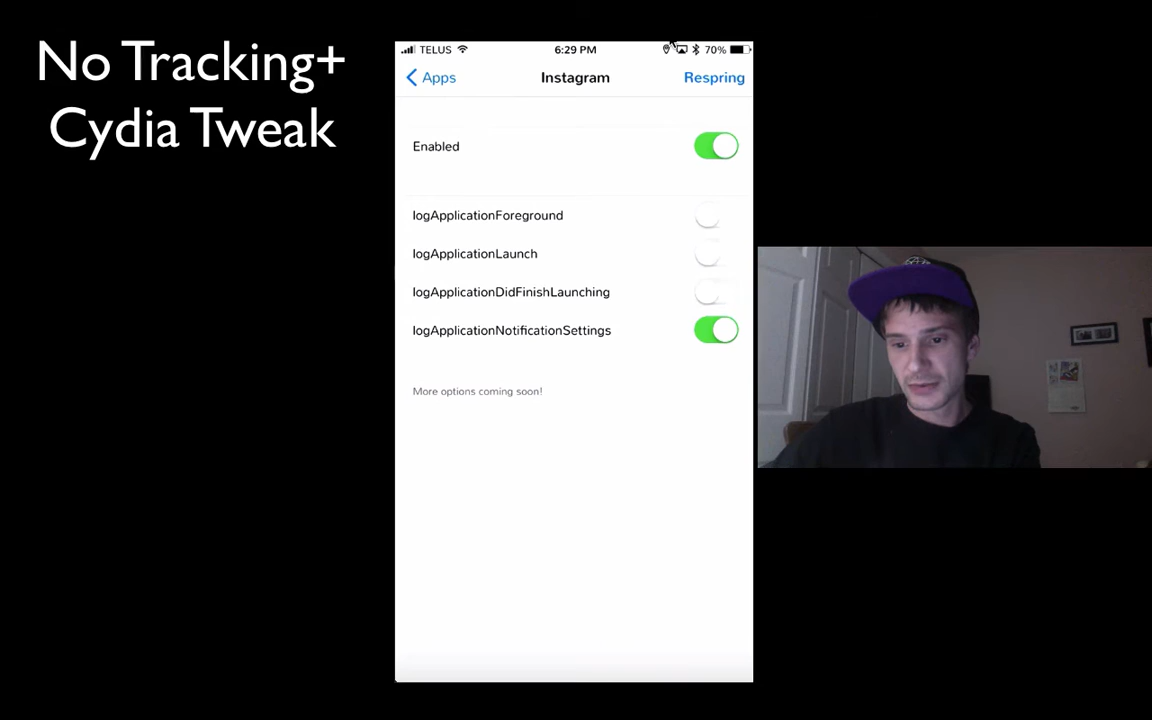 No Tracking+
Cydia Tweak
TELUS
6:29 PM
70%
Apps
Instagram
Respring
Enabled
logApplicationForeground
logApplicationLaunch
logApplicationDidFinishLaunching
logApplicationNotificationSettings
More options coming soon!